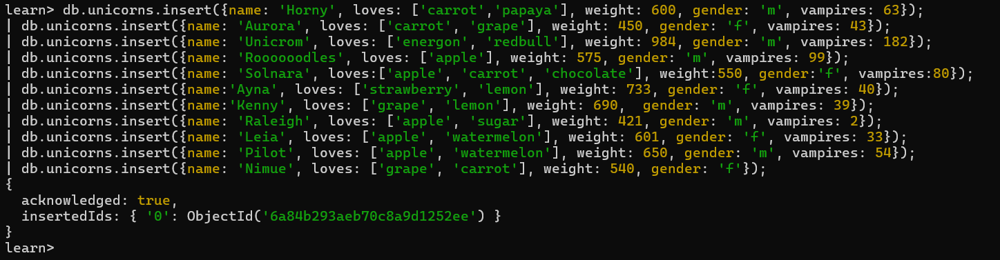 learn> db.unicorns.insert({name: 'Horny', loves: ['carrot','papaya'], weight: 600, gender: 'm', vampires: 63});
| db.unicorns.insert({name: 'Aurora', loves: ['carrot', 'grape'], weight: 450, gender: 'f', vampires: 43});
| db.unicorns.insert({name: 'Unicrom', loves: ['energon', 'redbull'], weight: 984, gender: 'm', vampires: 182});
| db.unicorns.insert({name: 'Roooooodles', loves: ['apple'], weight: 575, gender: 'm', vampires: 99});
| db.unicorns.insert({name: 'Solnara', loves:['apple', 'carrot', 'chocolate'], weight:550, gender:'f', vampires:80});
| db.unicorns.insert({name:'Ayna', loves: ['strawberry', 'lemon'], weight: 733, gender: 'f', vampires: 40});
| db.unicorns.insert({name:'Kenny', loves: ['grape', 'lemon'], weight: 690,  gender: 'm', vampires: 39});
| db.unicorns.insert({name: 'Raleigh', loves: ['apple', 'sugar'], weight: 421, gender: 'm', vampires: 2});
| db.unicorns.insert({name: 'Leia', loves: ['apple', 'watermelon'], weight: 601, gender: 'f', vampires: 33});
| db.unicorns.insert({name: 'Pilot', loves: ['apple', 'watermelon'], weight: 650, gender: 'm', vampires: 54});
| db.unicorns.insert({name: 'Nimue', loves: ['grape', 'carrot'], weight: 540, gender: 'f'});
{
  acknowledged: true,
  insertedIds: { '0': ObjectId('6a84b293aeb70c8a9d1252ee') }
}
learn>